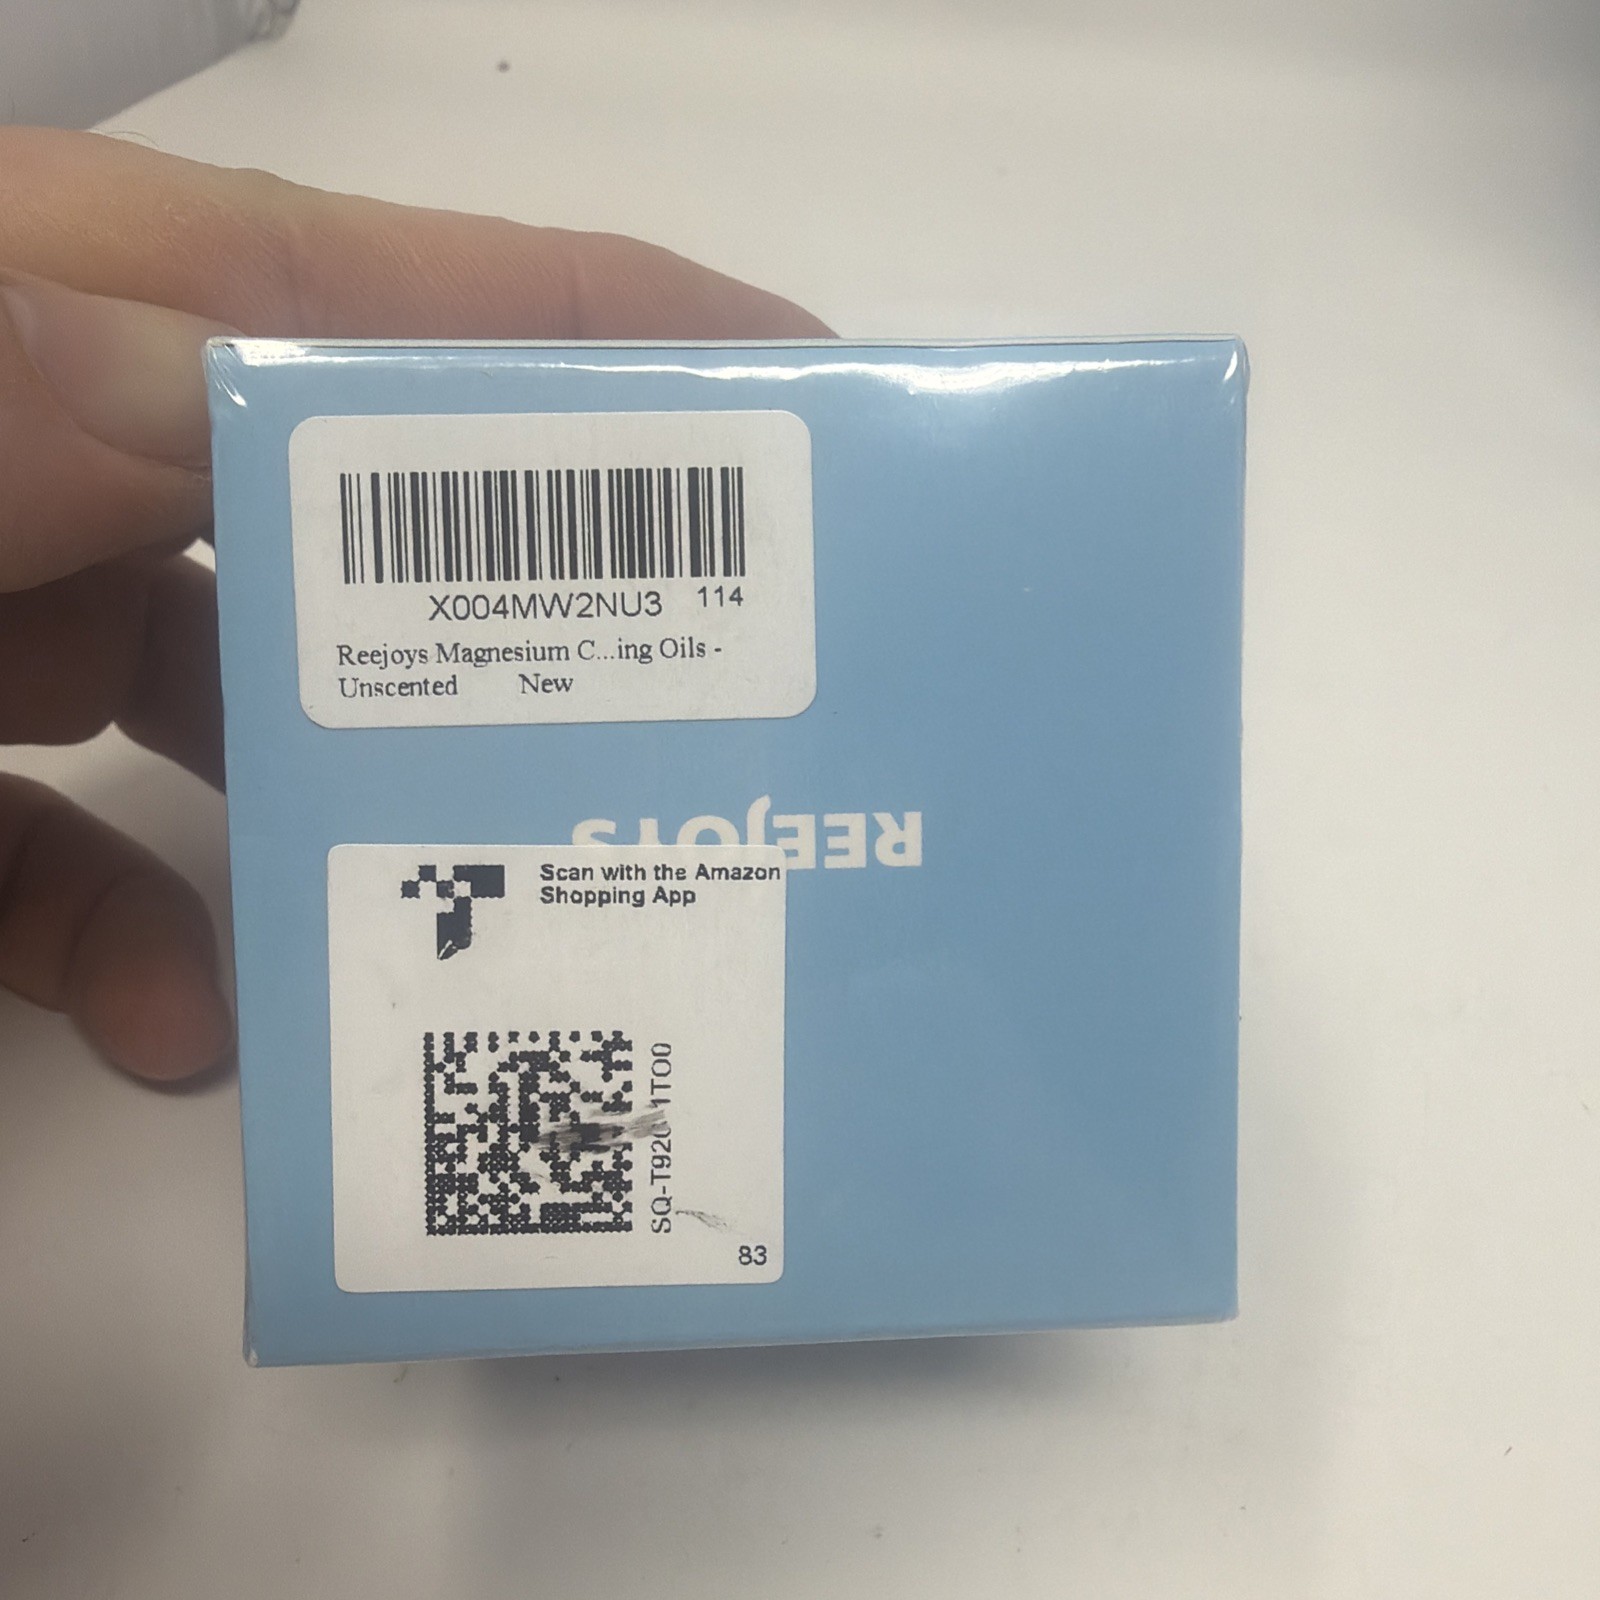 X004MW2NU3 114
Reejoys Magnesium C...ing Oils -
Unscented New
REEJOYS
Scan with the Amazon
Shopping App
83